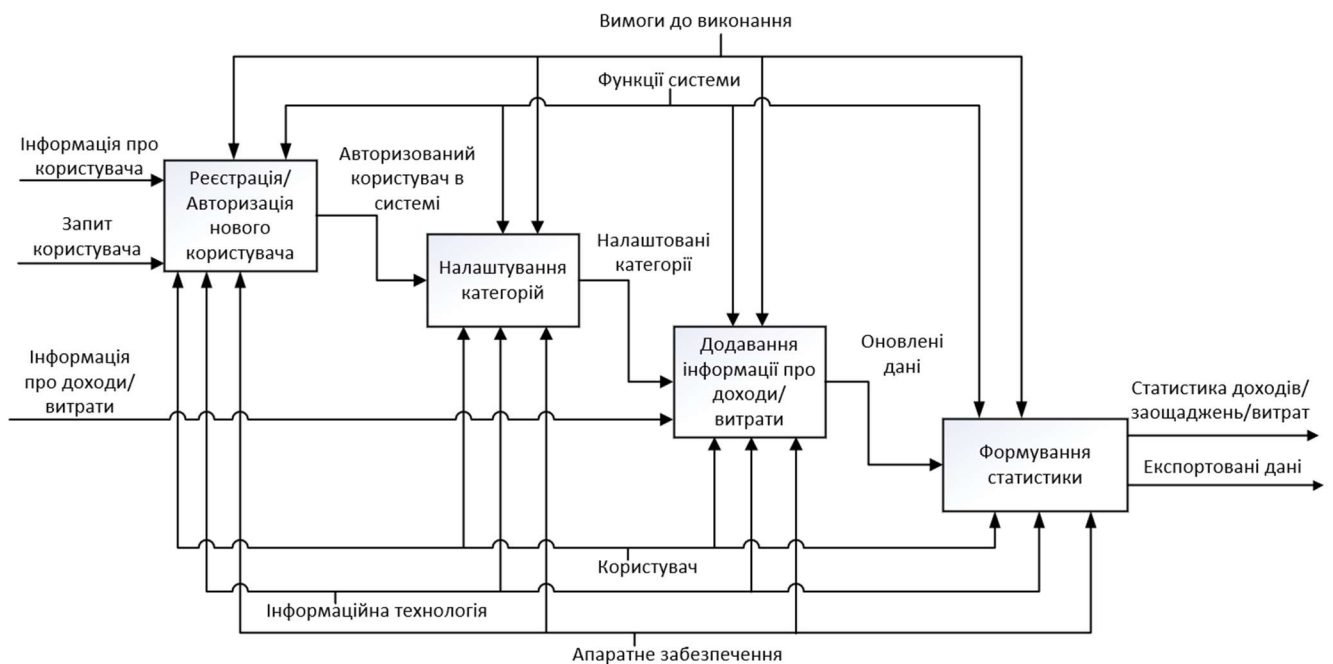 Вимоги до виконання
Функції системи
Інформація про
користувача
Запит
користувача
Реєстрація/
Авторизація
нового
користувача
Авторизований
користувач в
системі
Налаштування
категорій
Налаштовані
категорії
Інформація
про доходи/
витрати
Додавання
інформації про
доходи/
витрати
Оновлені
дані
Формування
статистики
Статистика доходів/
заощаджень/витрат
Експортовані дані
Користувач
Інформаційна технологія
Апаратне забезпечення